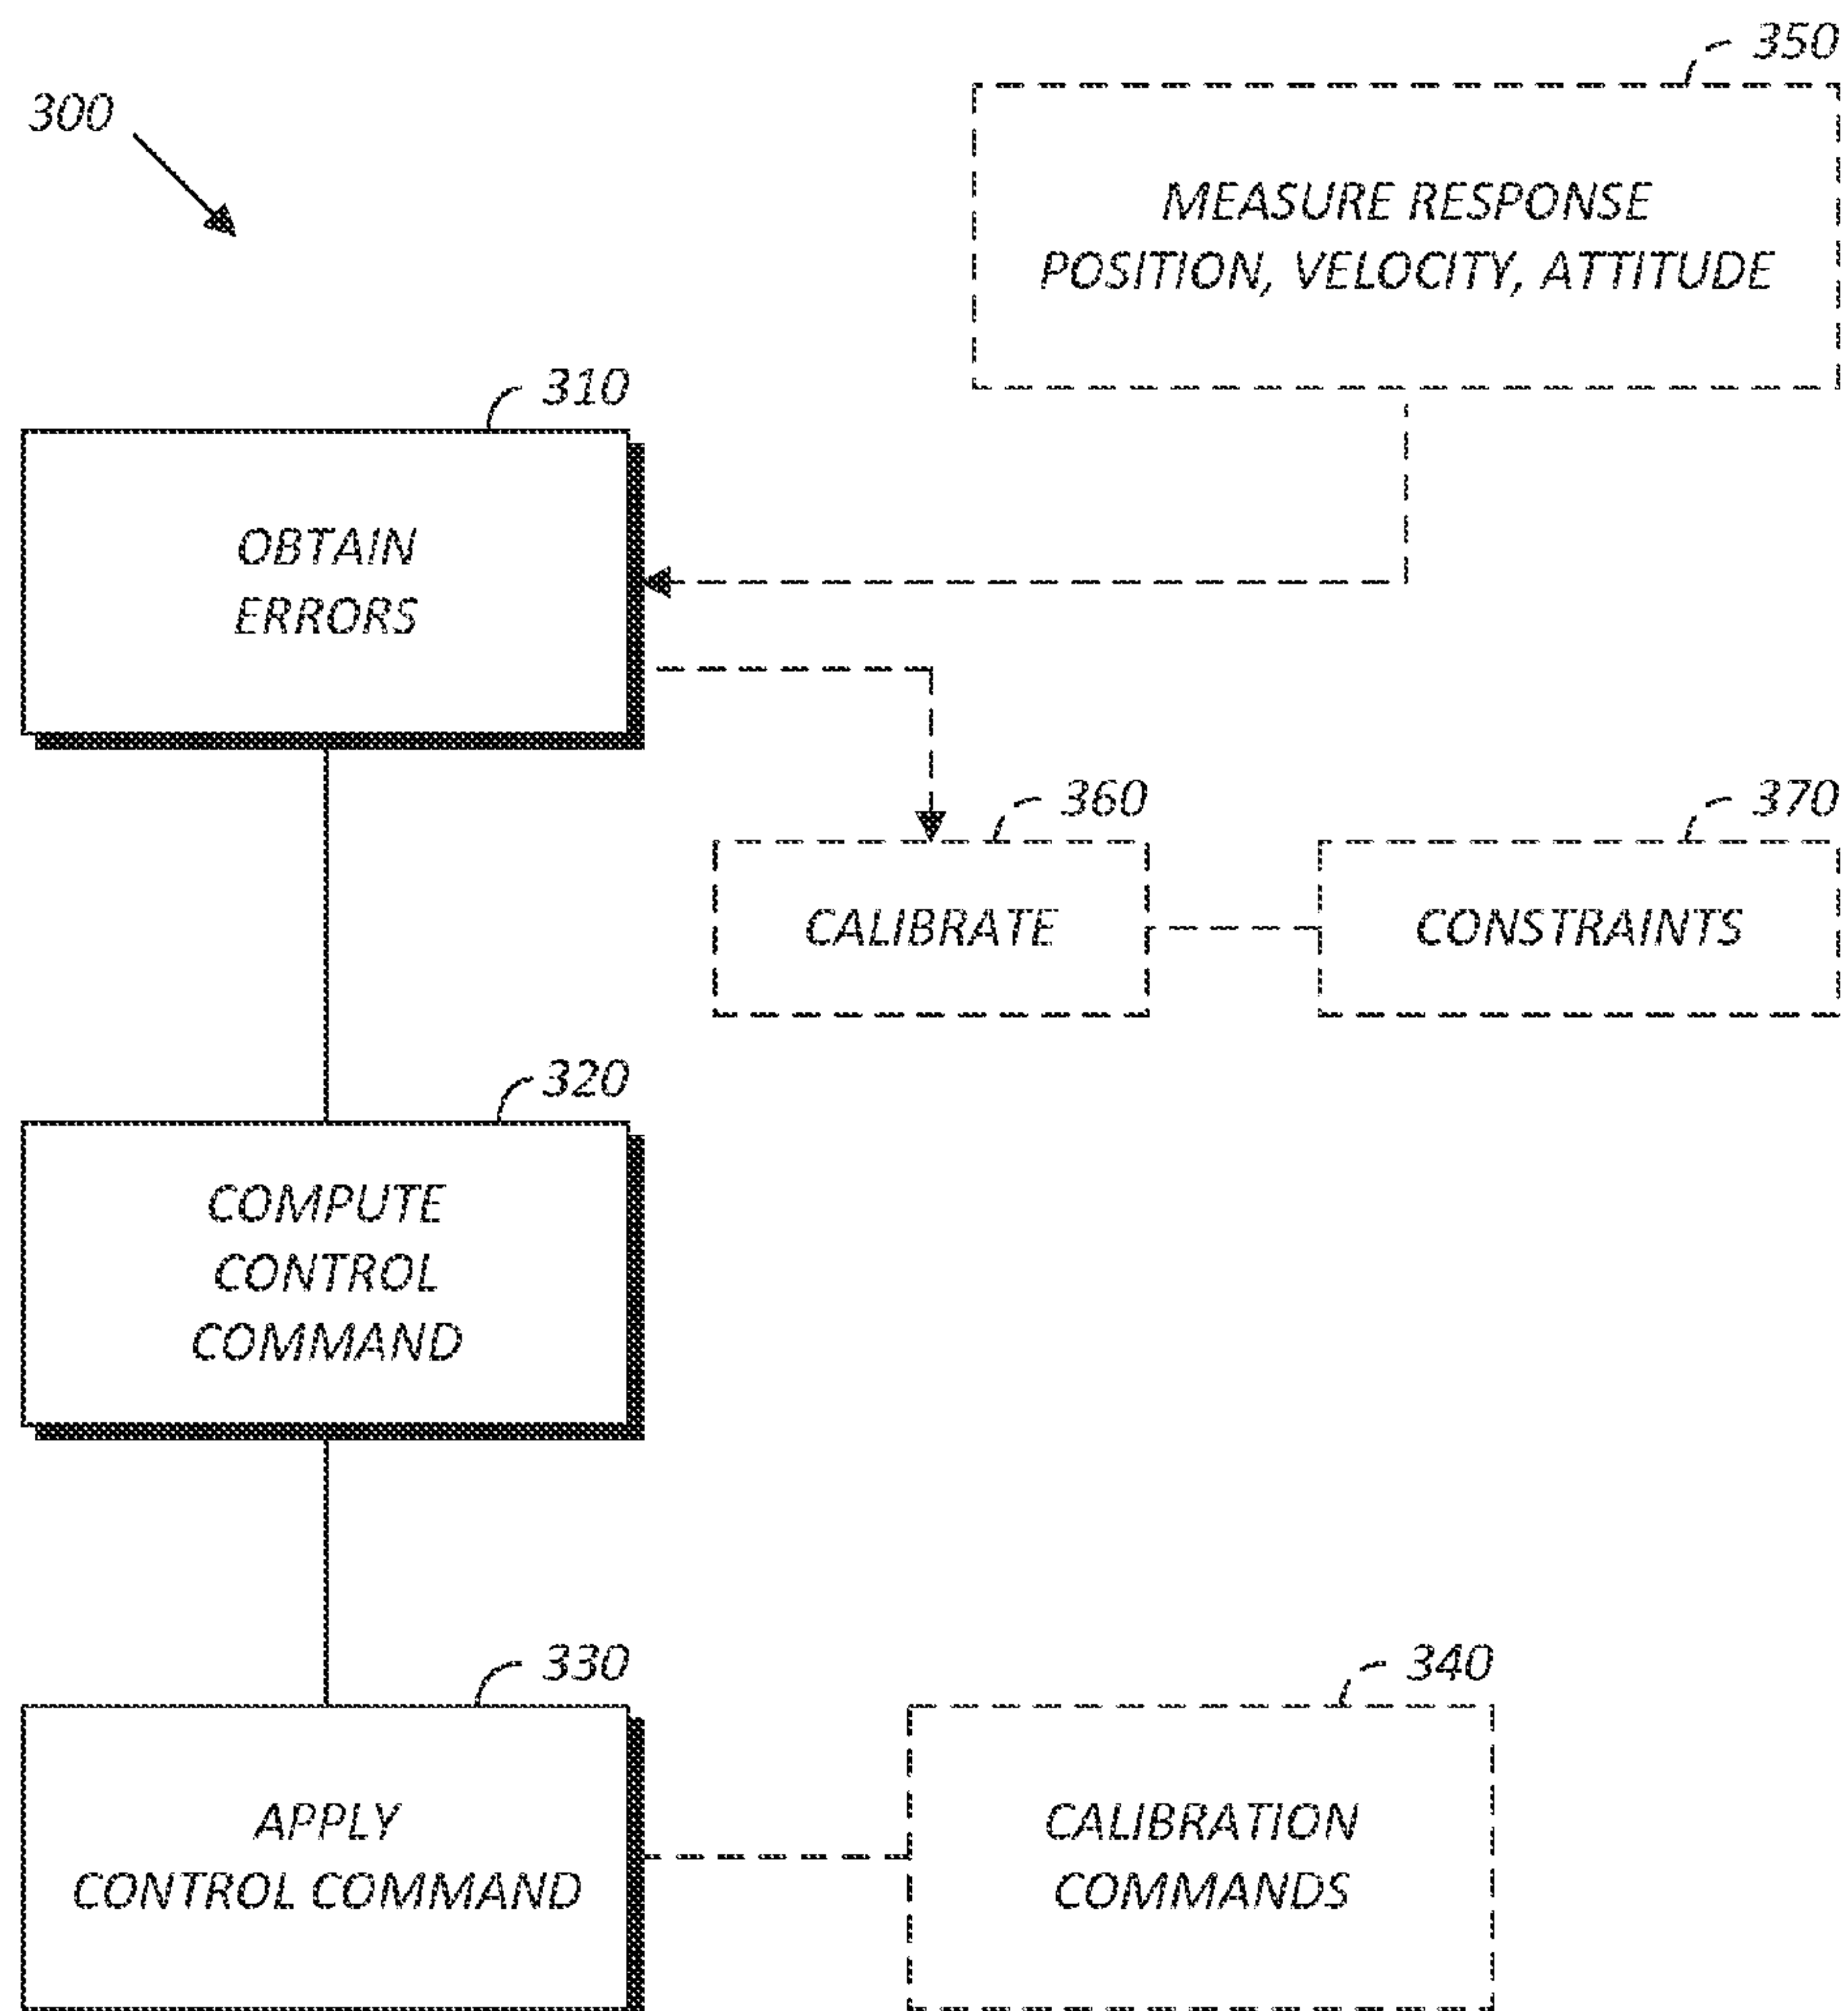 350
300
MEASURE RESPONSE
POSITION, VELOCITY, ATTITUDE
310
OBTAIN
ERRORS
360
370
CALIBRATE
CONSTRAINTS
320
COMPUTE
CONTROL
COMMAND
330
340
APPLY
CONTROL COMMAND
CALIBRATION
COMMANDS